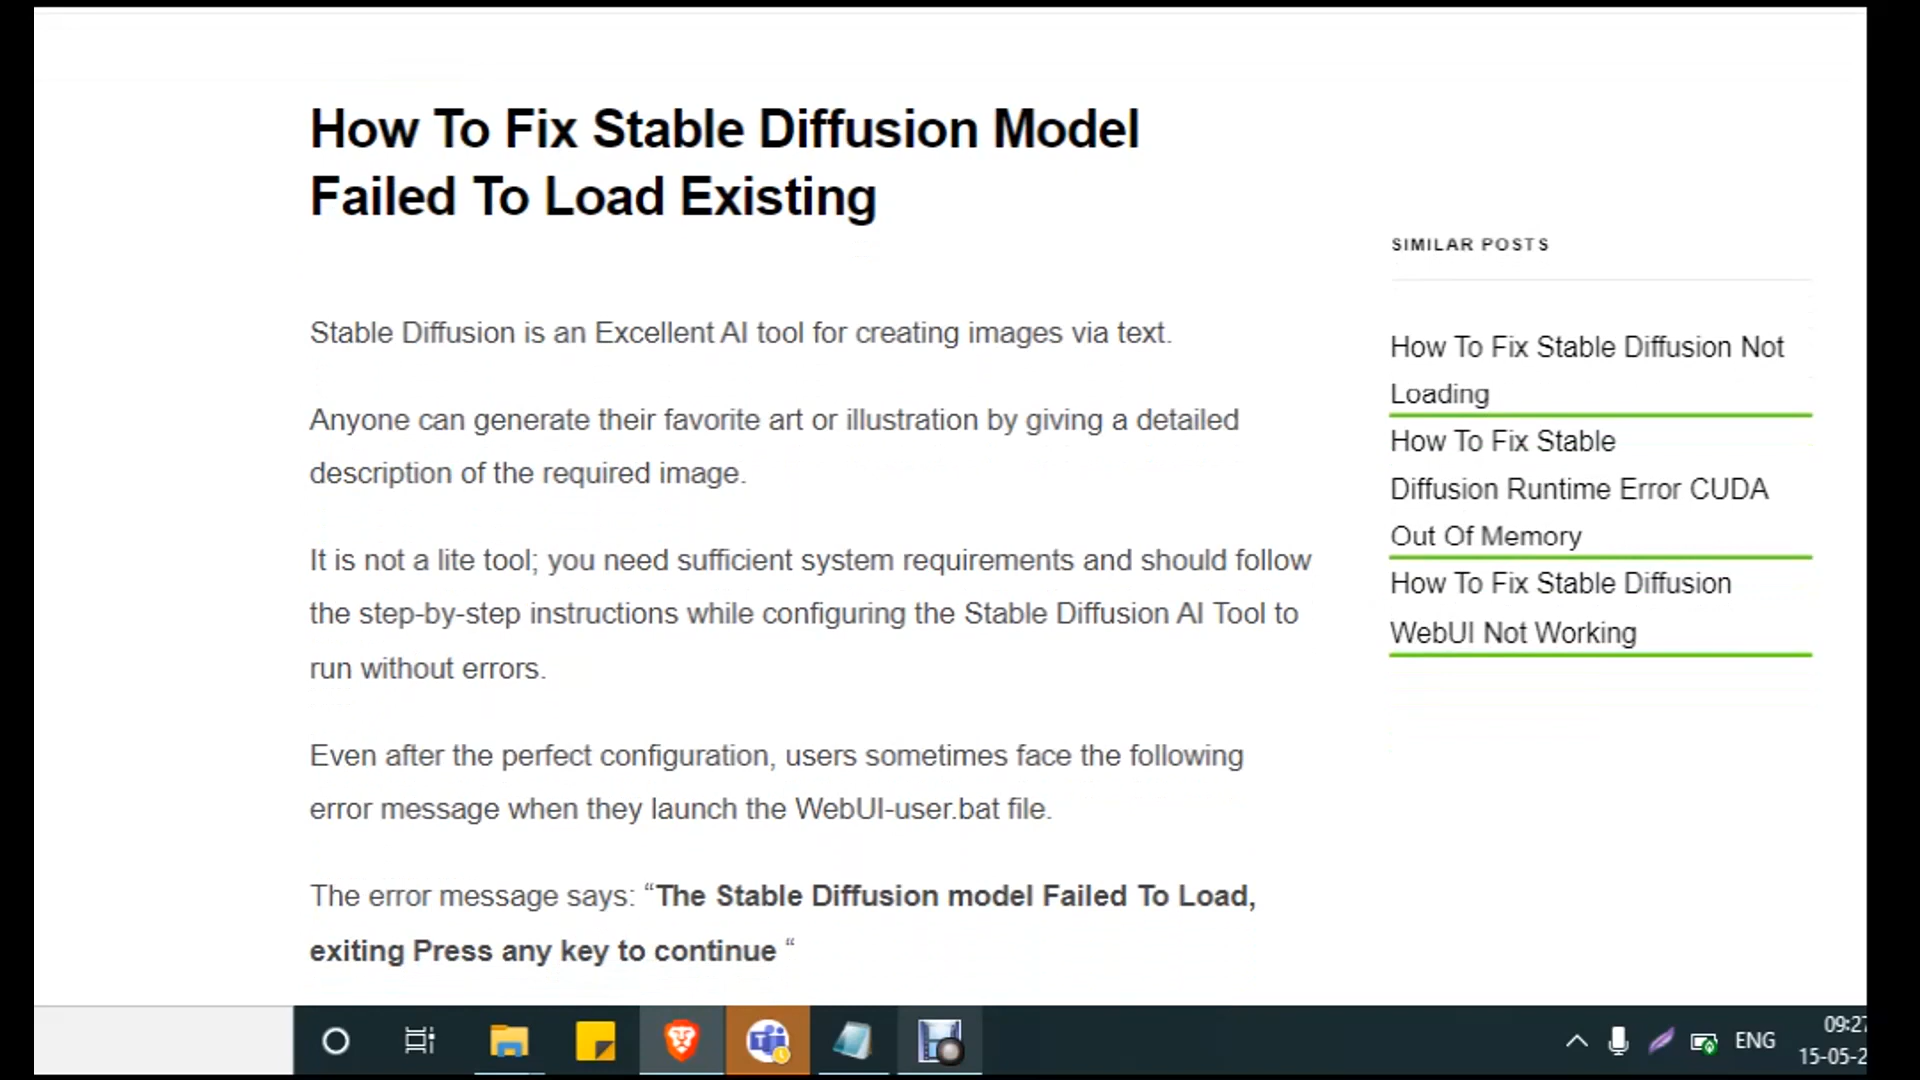 How To Fix Stable Diffusion Model
Failed To Load Existing
Stable Diffusion is an Excellent AI tool for creating images via text.
Anyone can generate their favorite art or illustration by giving a detailed
description of the required image.
It is not a lite tool; you need sufficient system requirements and should follow
the step-by-step instructions while configuring the Stable Diffusion AI Tool to
run without errors.
Even after the perfect configuration, users sometimes face the following
error message when they launch the WebUI-user.bat file.
The error message says: “The Stable Diffusion model Failed To Load,
exiting Press any key to continue “
SIMILAR POSTS
How To Fix Stable Diffusion Not
Loading
How To Fix Stable
Diffusion Runtime Error CUDA
Out Of Memory
How To Fix Stable Diffusion
WebUI Not Working
ENG
09:27
15-05-2